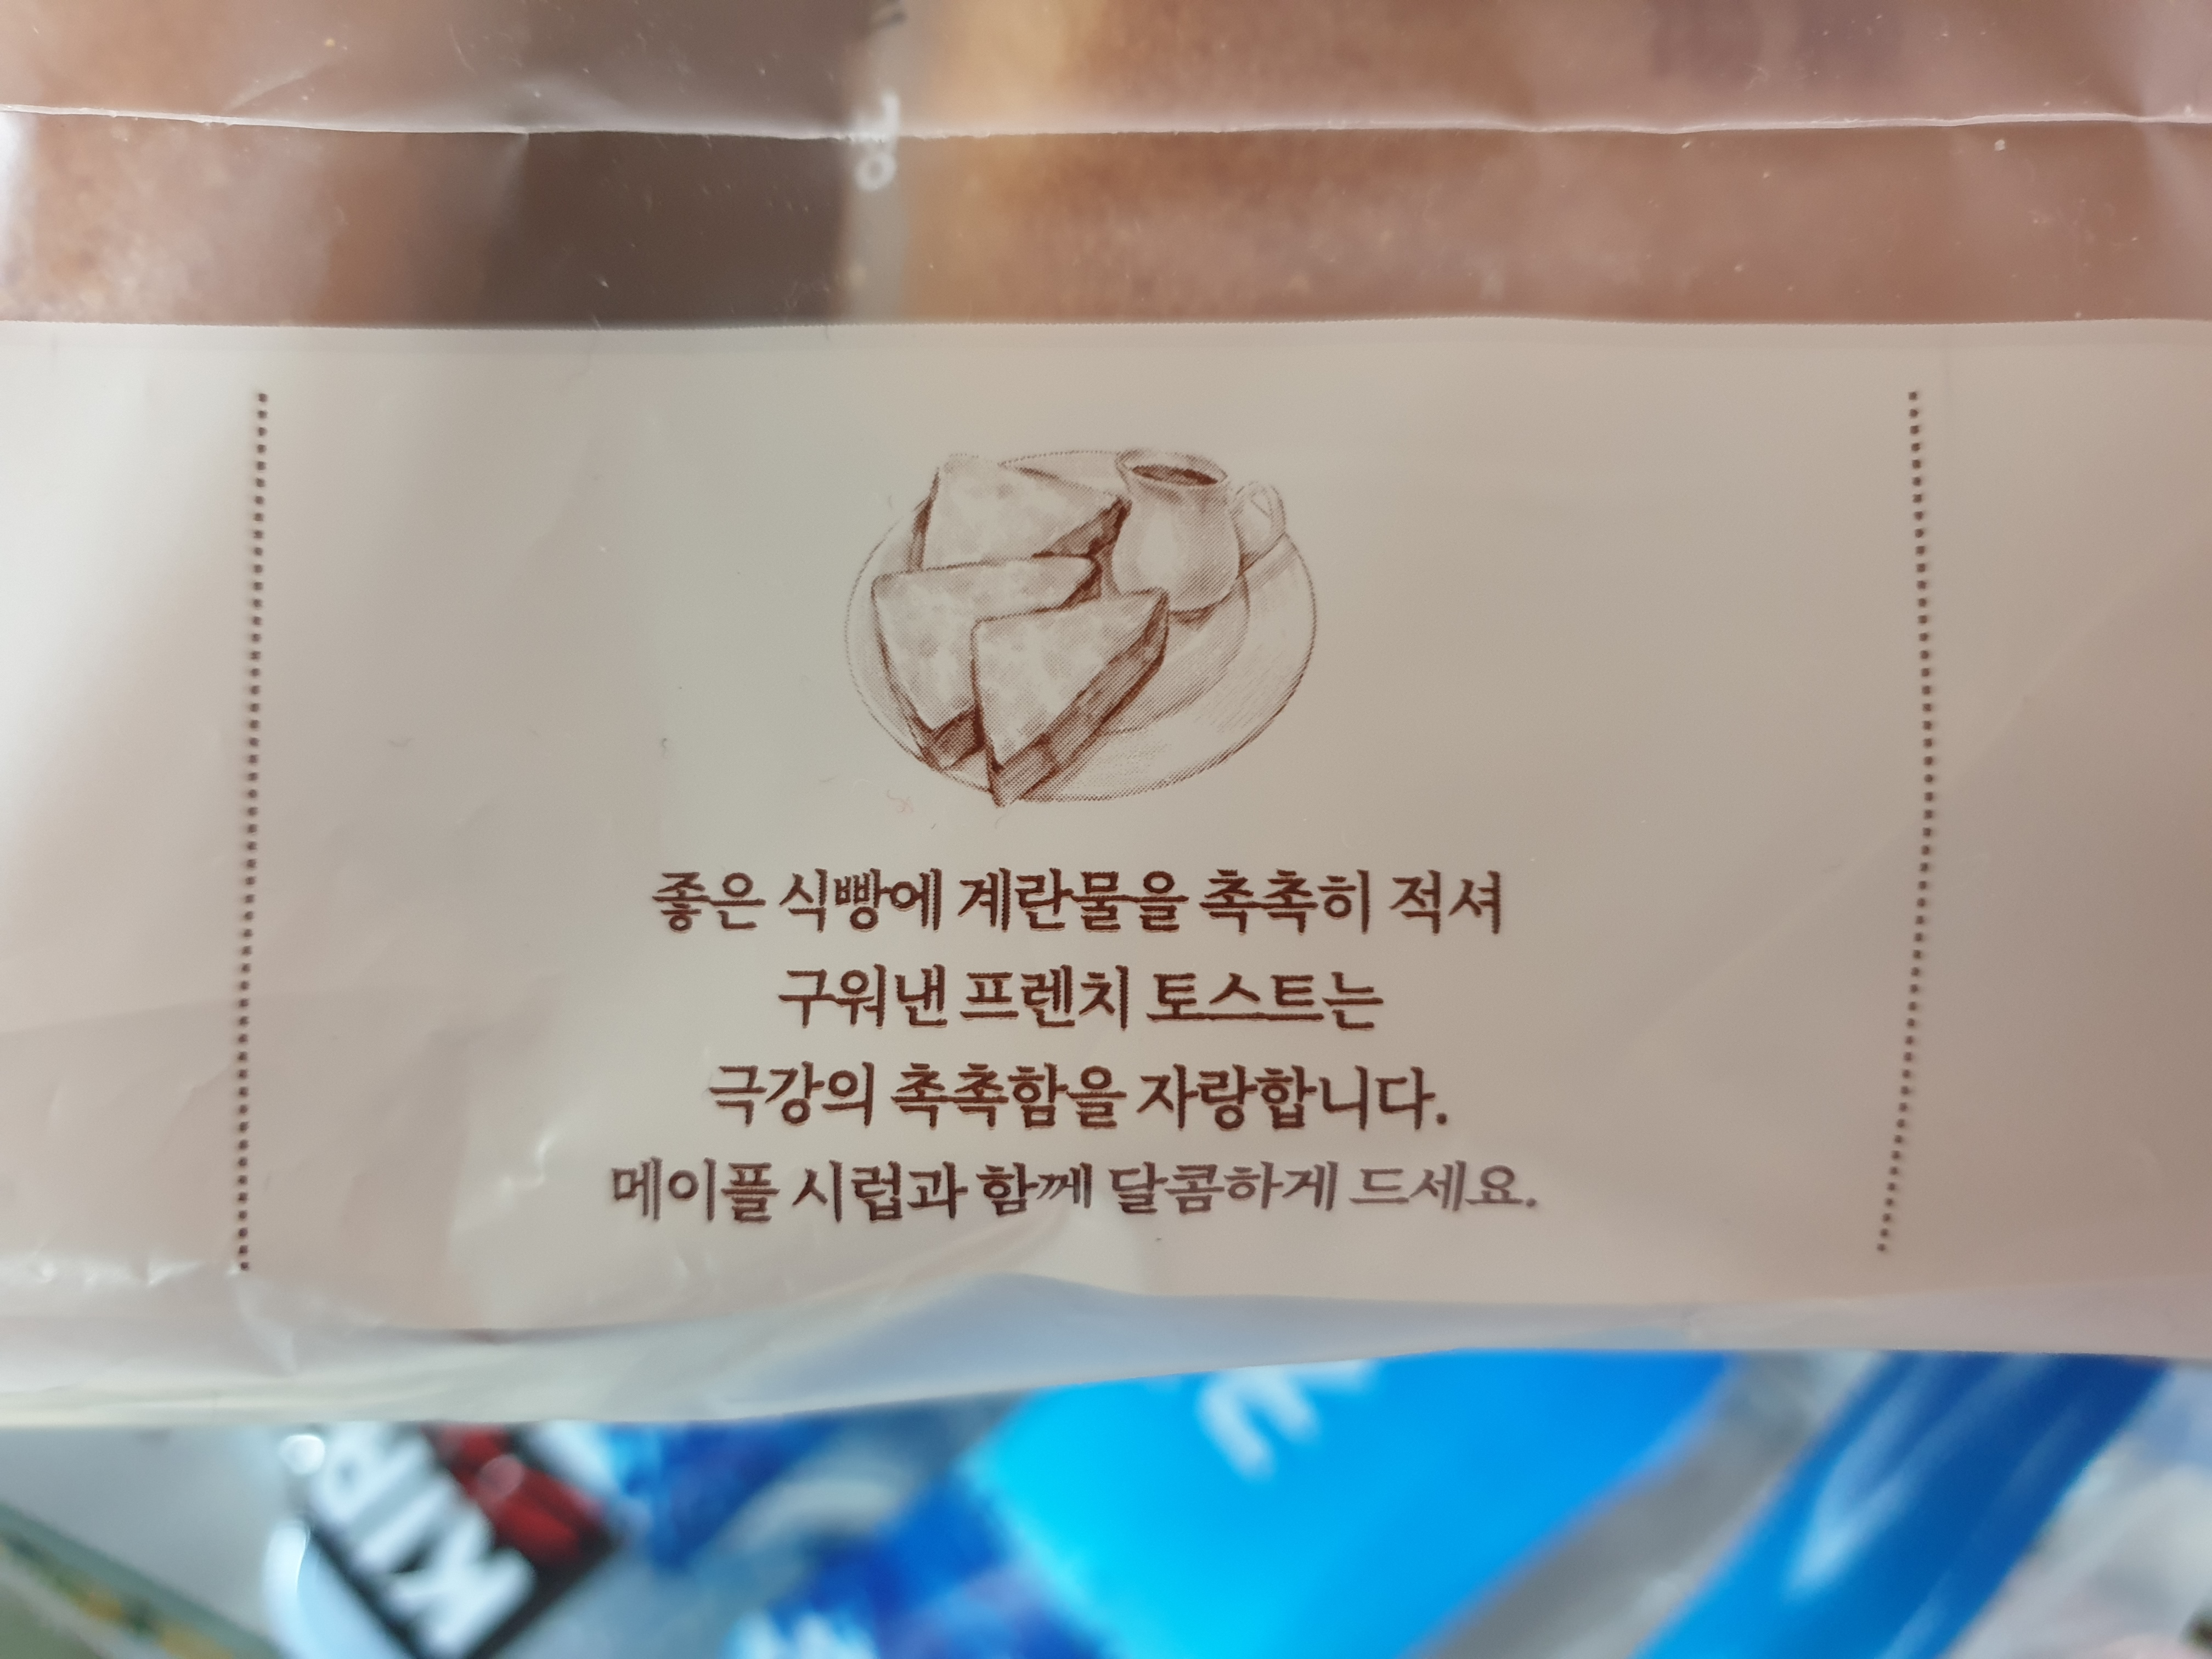 좋은 식빵에 계란물을 촉촉히 적셔
구워낸 프렌치 토스트는
극강의 촉촉함을 자랑합니다.
메이플 시럽과 함께 달콤하게 드세요.